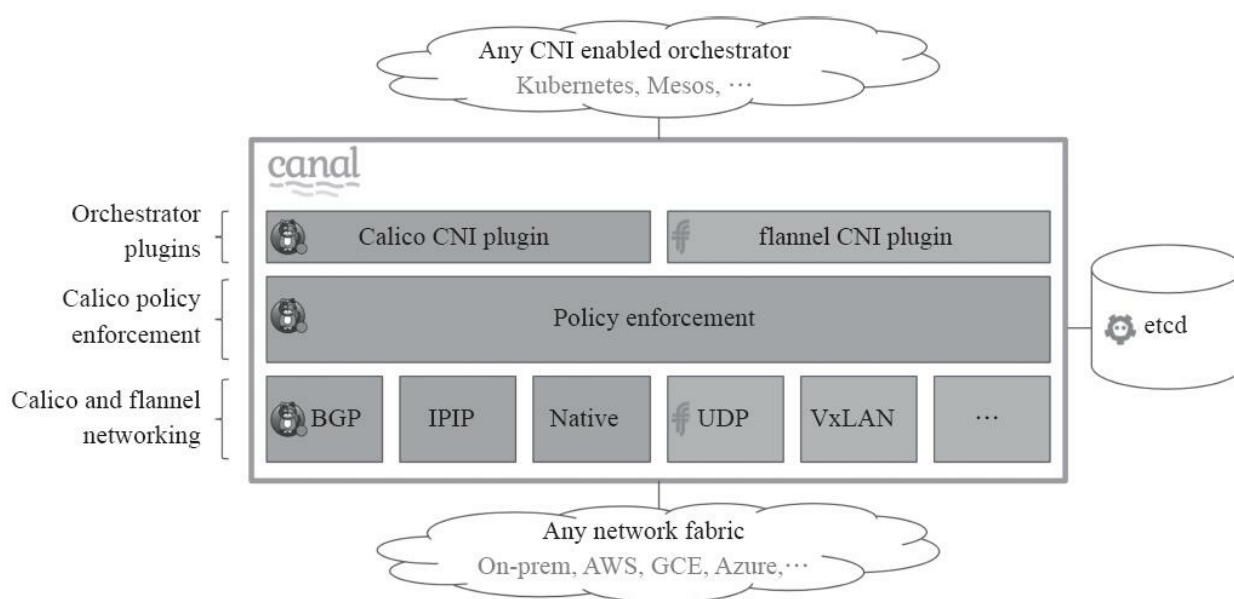 Any CNI enabled orchestrator
Kubernetes, Mesos, ⋯
canal
Orchestrator
plugins
Calico CNI plugin
flannel CNI plugin
Calico policy
enforcement
Policy enforcement
etcd
Calico and flannel
networking
BGP
IPIP
Native
UDP
VxLAN
⋯
Any network fabric
On-prem, AWS, GCE, Azure,⋯